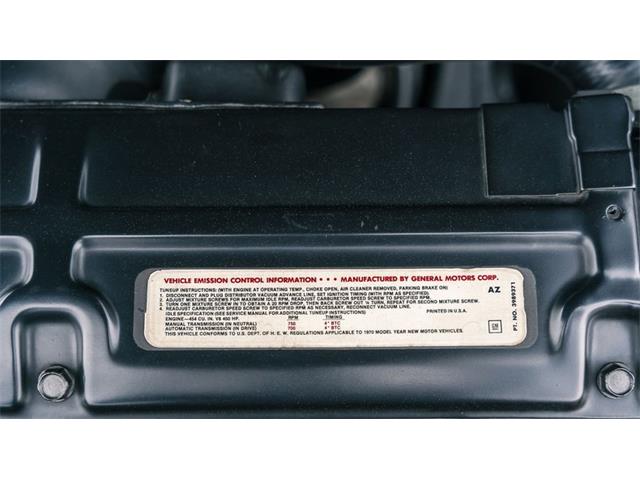 VEHICLE EMISSION CONTROL INFORMATION • • • MANUFACTURED BY GENERAL MOTORS CORP.
TUNEUP INSTRUCTIONS: (WITH ENGINE AT OPERATING TEMP., CHOKE OPEN, AIR CLEANER REMOVED, PARKING BRAKE ON)
1. DISCONNECT AND PLUG DISTRIBUTOR VACUUM ADVANCE LINE, SET IGNITION TIMING (WITH RPM AS SPECIFIED).
2. ADJUST MIXTURE SCREWS FOR MAXIMUM IDLE RPM, READJUST CARBURETOR SPEED SCREW TO SPECIFIED RPM.
3. TURN ONE MIXTURE SCREW IN TO OBTAIN A 20 RPM DROP, THEN BACK SCREW OUT ¼ TURN, REPEAT FOR SECOND MIXTURE SCREW.
4. READJUST CARBURETOR SPEED SCREW TO SPECIFIED RPM AS NECESSARY, RECONNECT VACUUM LINE.
IDLE SPECIFICATION (SEE SERVICE MANUAL FOR ADDITIONAL TUNEUP INSTRUCTIONS) PRINTED IN U.S.A.
ENGINE—454 CU. IN. V8 450 HP. RPM TIMING
MANUAL TRANSMISSION (IN NEUTRAL) 750 4° BTC
AUTOMATIC TRANSMISSION (IN DRIVE) 700 4° BTC
THIS VEHICLE CONFORMS TO U.S. DEPT. OF H. E. W. REGULATIONS APPLICABLE TO 1970 MODEL YEAR NEW MOTOR VEHICLES.
AZ
GM
PT. NO. 3989371